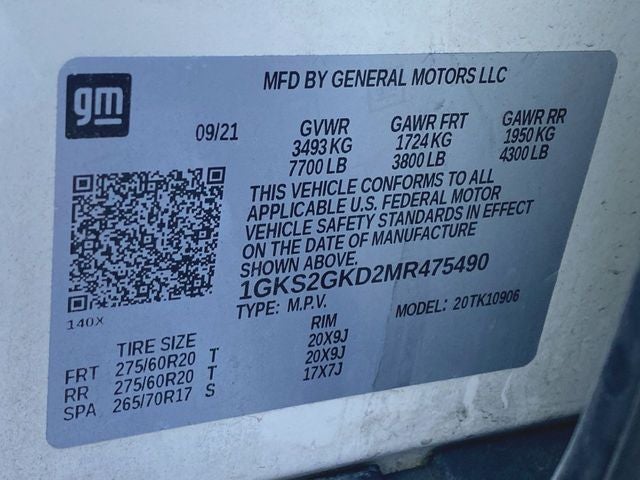 gm
MFD BY GENERAL MOTORS LLC
09/21 GVWR GAWR FRT GAWR RR
3493 KG 1724 KG 1950 KG
7700 LB 3800 LB 4300 LB
THIS VEHICLE CONFORMS TO ALL
APPLICABLE U.S. FEDERAL MOTOR
VEHICLE SAFETY STANDARDS IN EFFECT
ON THE DATE OF MANUFACTURE
SHOWN ABOVE.
1GKS2GKD2MR475490
TYPE: M.P.V. MODEL: 20TK10906
140X
TIRE SIZE RIM
FRT 275/60R20 T 20X9J
RR 275/60R20 T 20X9J
SPA 265/70R17 S 17X7J